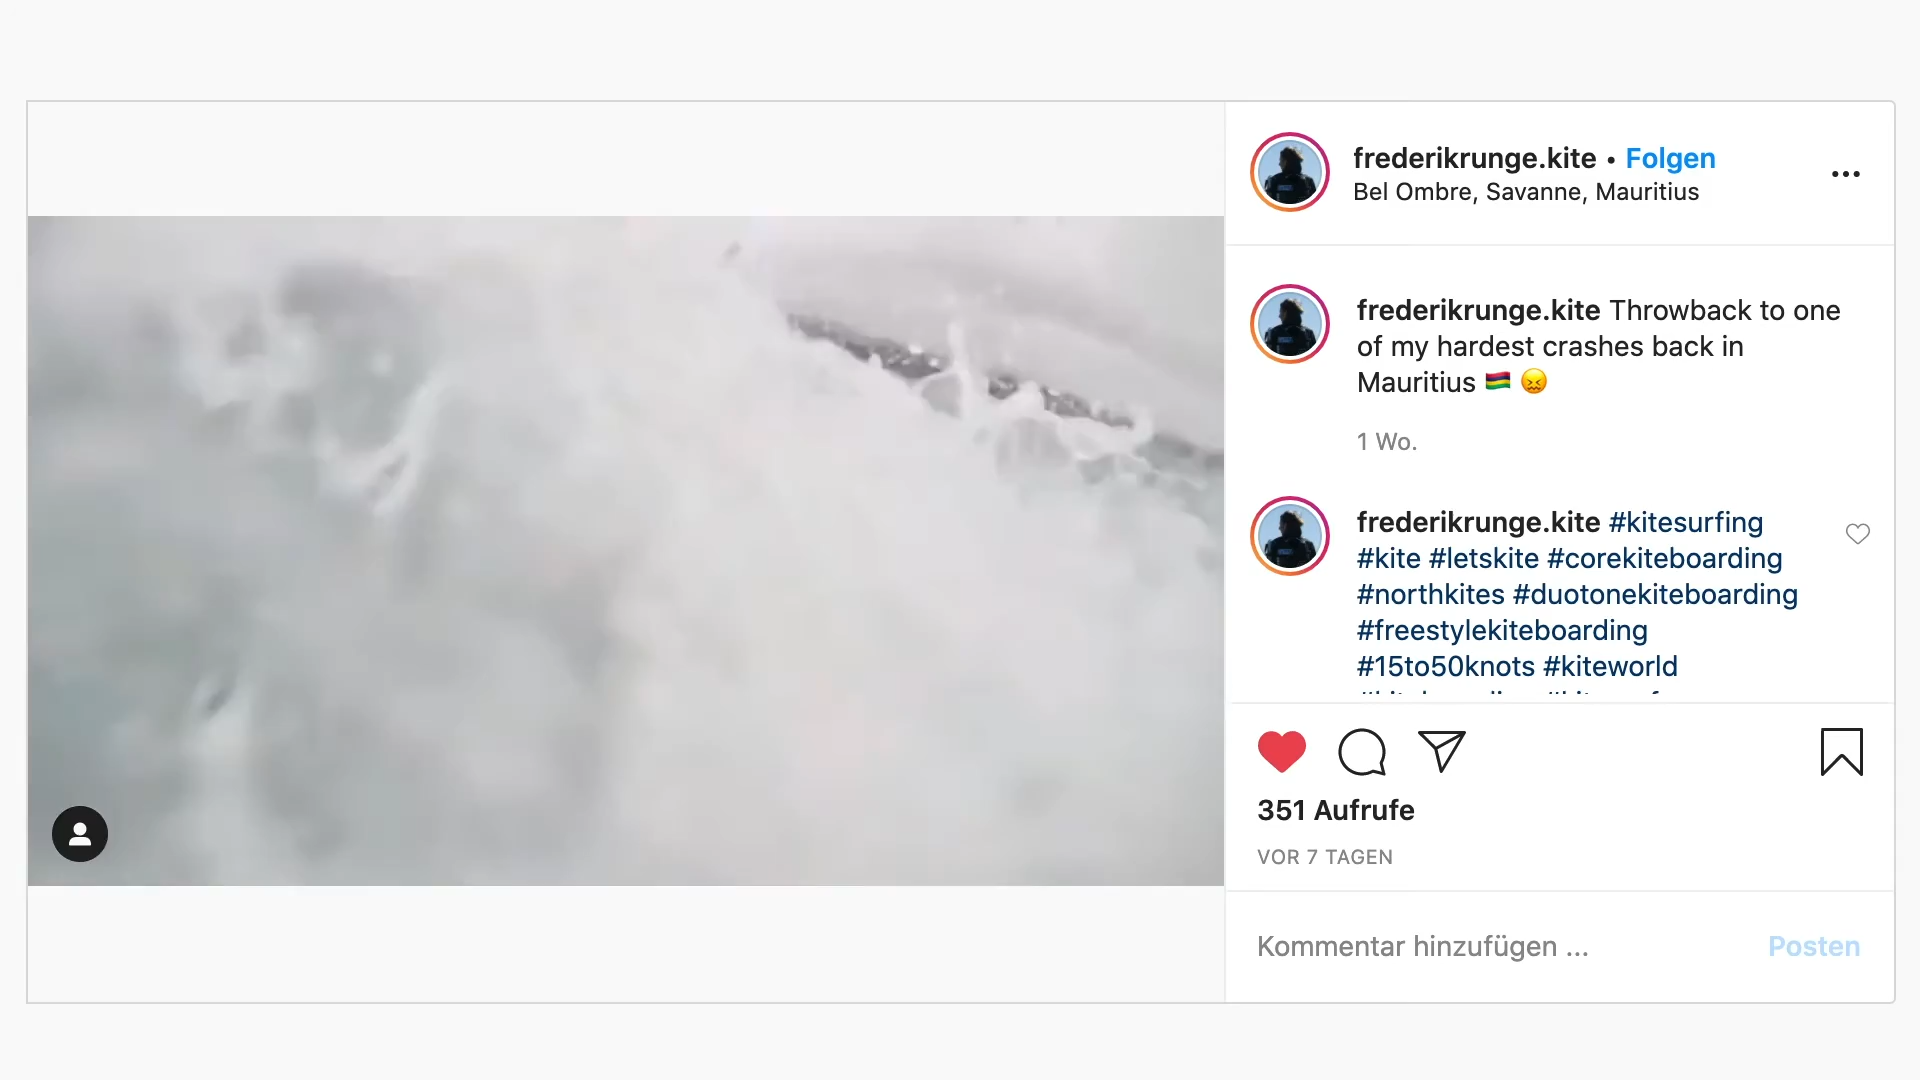 frederikrunge.kite • Folgen
Bel Ombre, Savanne, Mauritius
frederikrunge.kite Throwback to one
of my hardest crashes back in
Mauritius 🇲🇺 😖
1 Wo.
frederikrunge.kite #kitesurfing
#kite #letskite #corekiteboarding
#northkites #duotonekiteboarding
#freestylekiteboarding
#15to50knots #kiteworld
351 Aufrufe
VOR 7 TAGEN
Kommentar hinzufügen ...
Posten